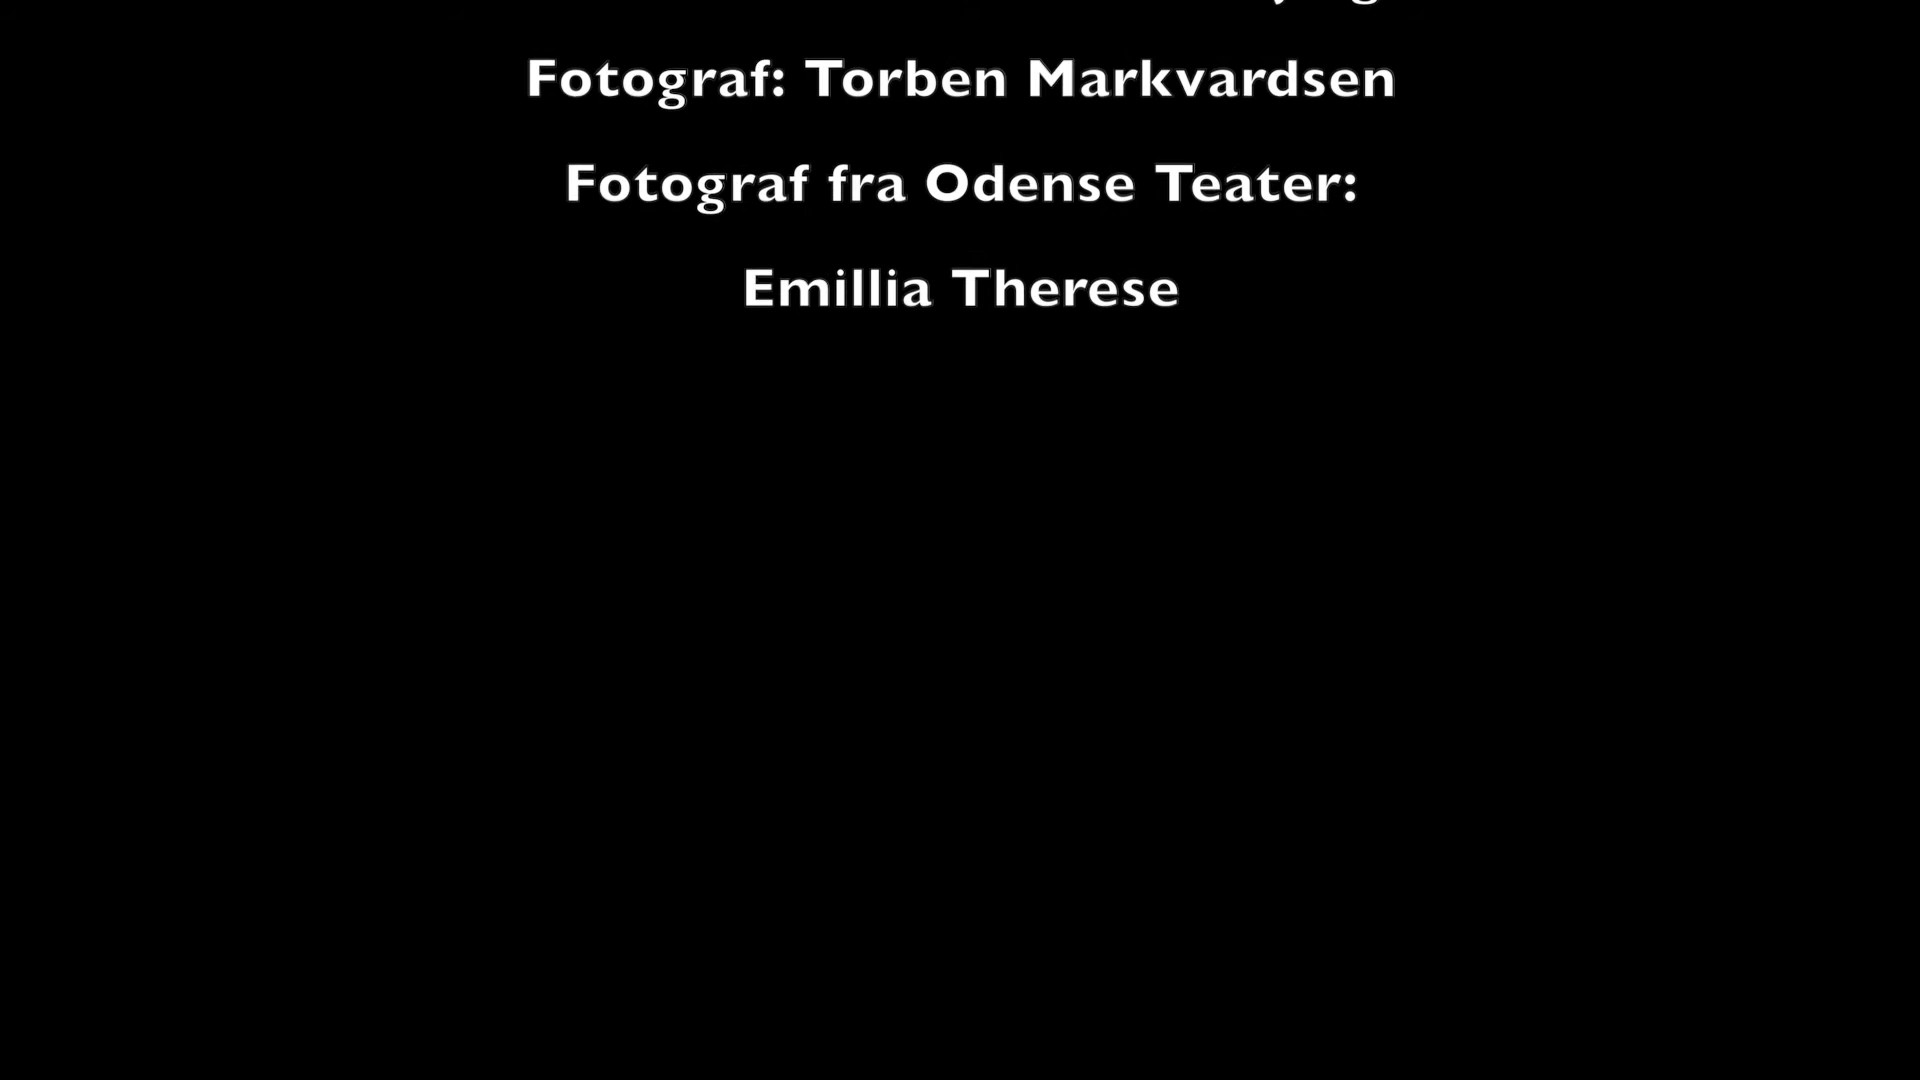 Fotograf: Torben Markvardsen
Fotograf fra Odense Teater:
Emillia Therese